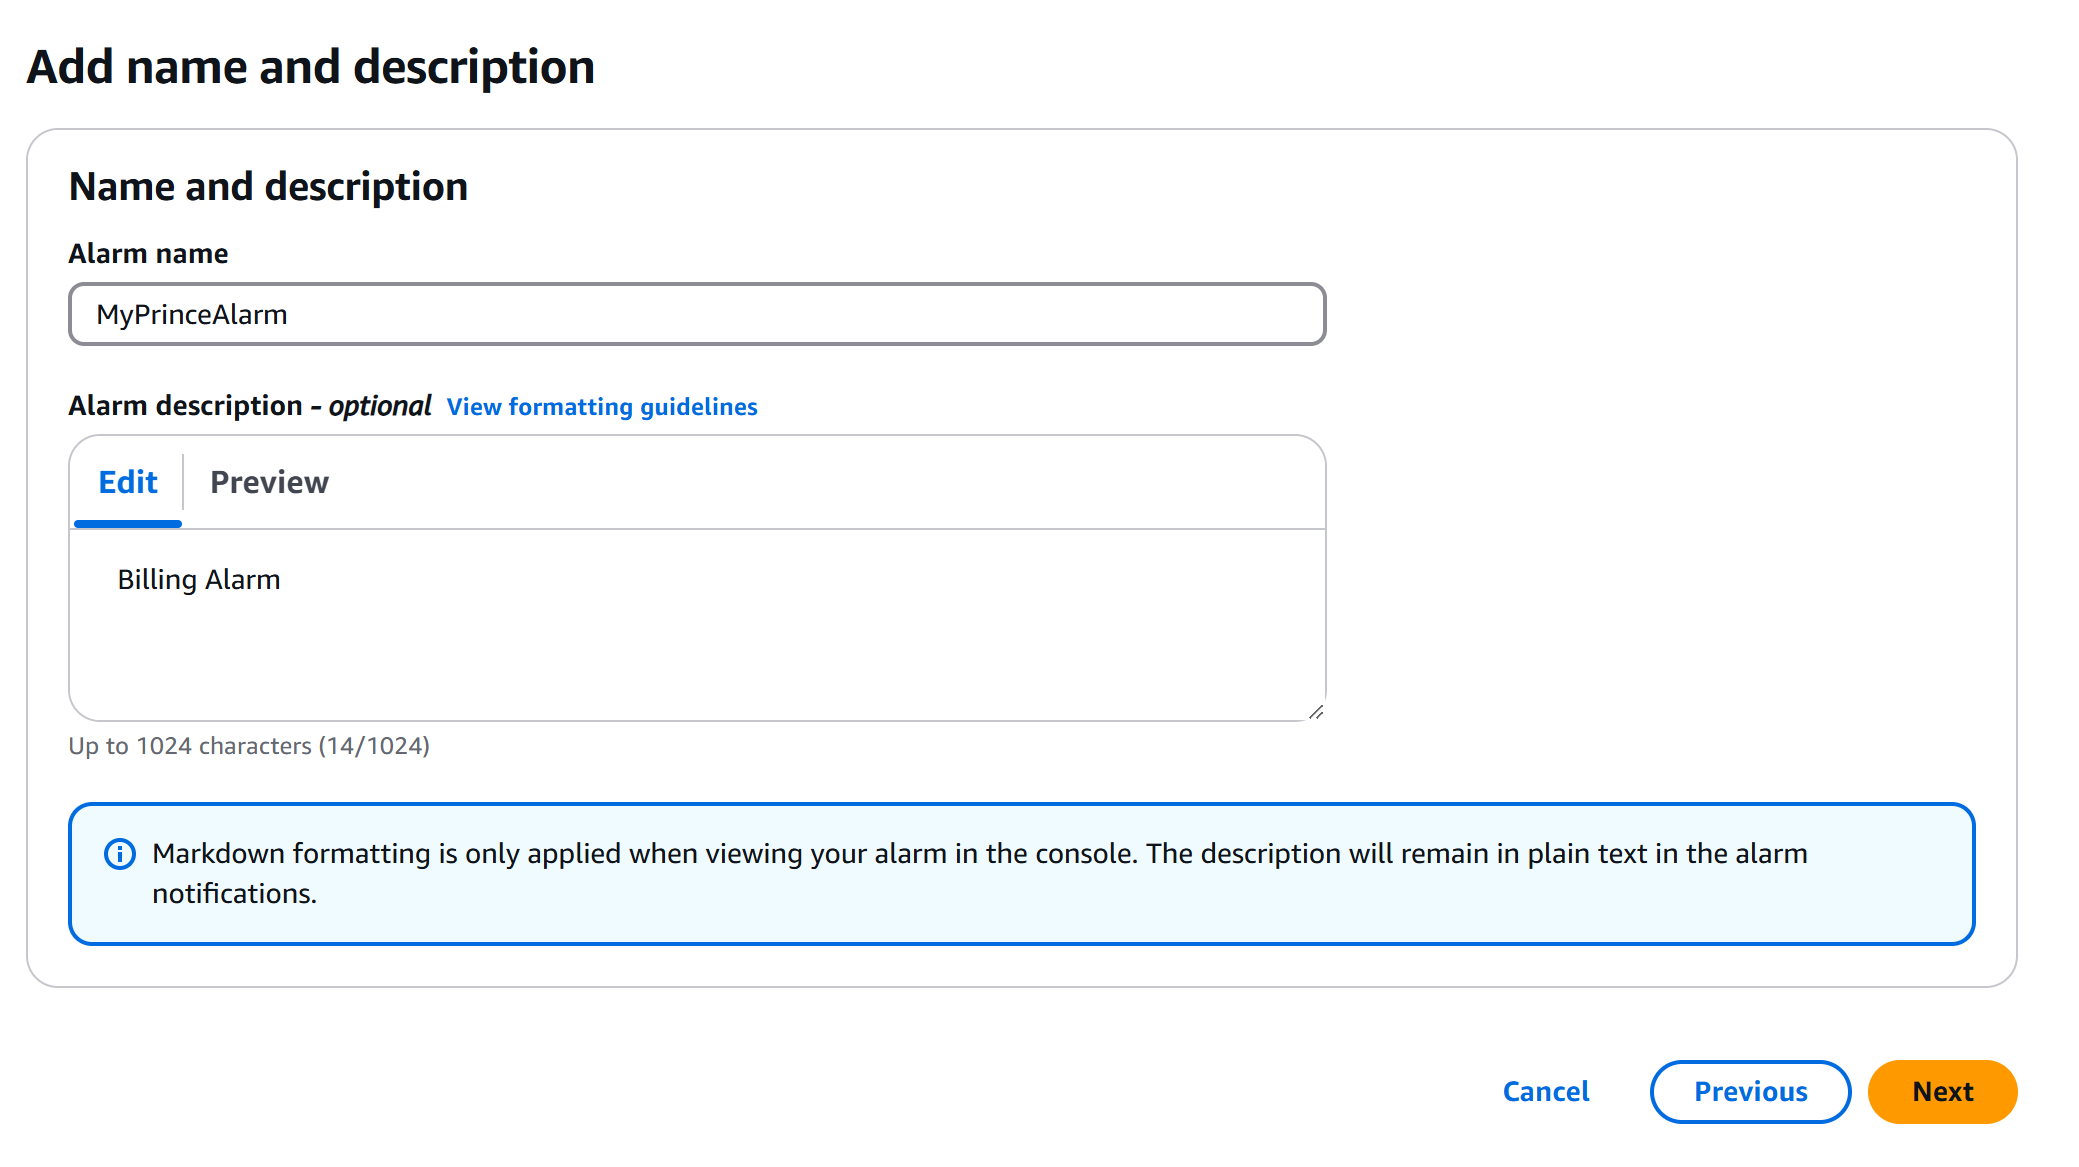 Add name and description
Name and description
Alarm name
MyPrinceAlarm
Alarm description - optional View formatting guidelines
Edit Preview
Billing Alarm
Up to 1024 characters (14/1024)
Markdown formatting is only applied when viewing your alarm in the console. The description will remain in plain text in the alarm
notifications.
Cancel Previous Next